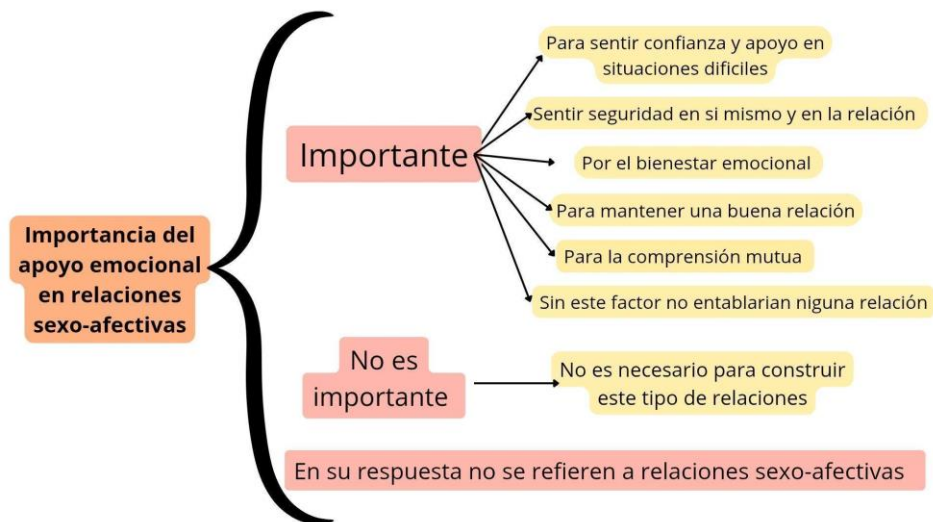 Importancia del
apoyo emocional
en relaciones
sexo-afectivas
Importante
Para sentir confianza y apoyo en
situaciones dificiles
Sentir seguridad en si mismo y en la relación
Por el bienestar emocional
Para mantener una buena relación
Para la comprensión mutua
Sin este factor no entablarian niguna relación
No es
importante
No es necesario para construir
este tipo de relaciones
En su respuesta no se refieren a relaciones sexo-afectivas